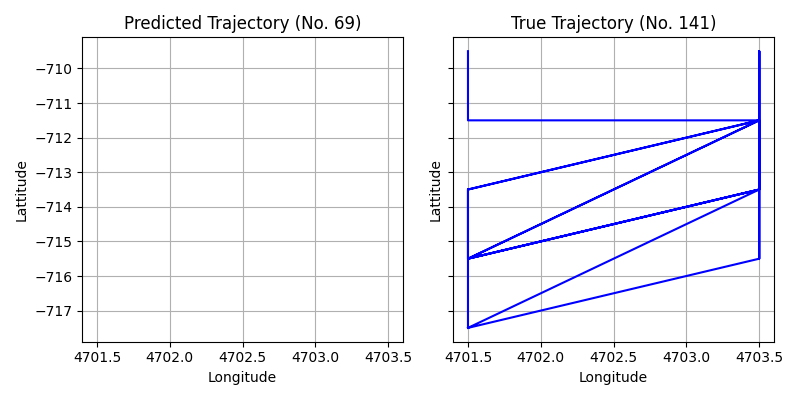 Predicted Trajectory (No. 69)
True Trajectory (No. 141)
−710
−711
−712
−713
−714
−715
−716
−717
Lattitude
Lattitude
4701.5 4702.0 4702.5 4703.0 4703.5
4701.5 4702.0 4702.5 4703.0 4703.5
Longitude
Longitude